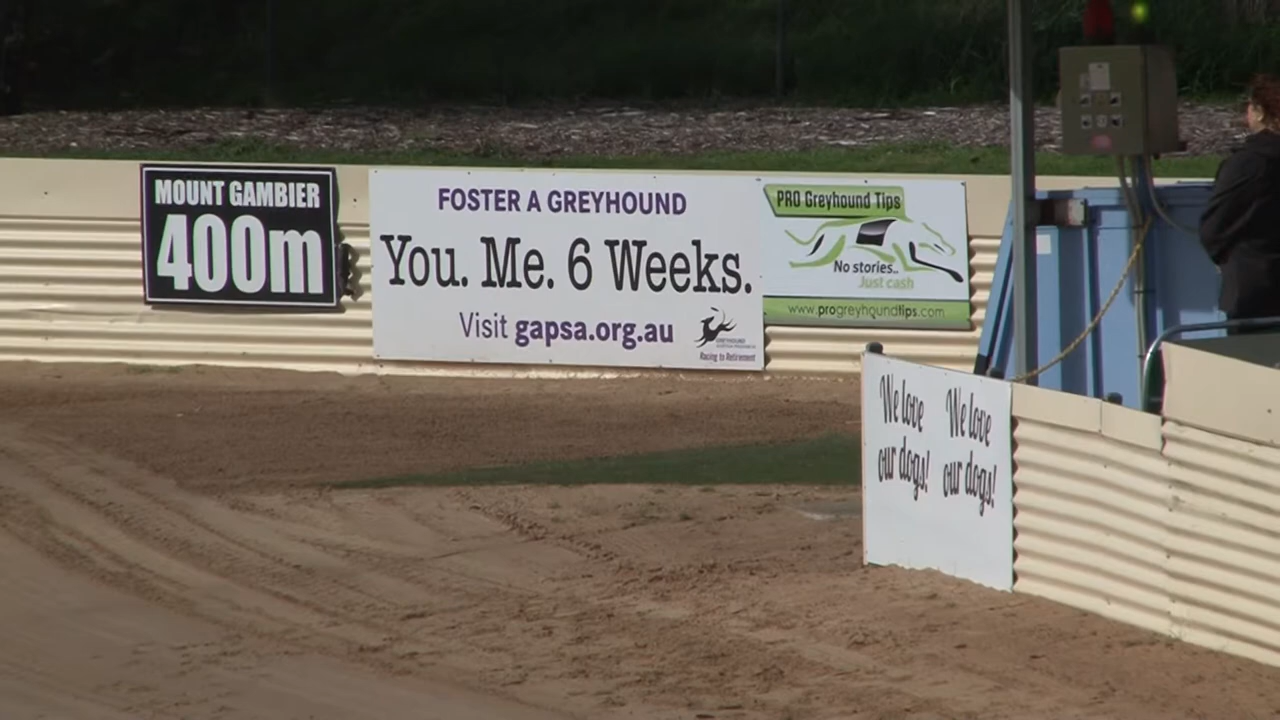 MOUNT GAMBIER
400m
FOSTER A GREYHOUND
You. Me. 6 Weeks.
Visit gapsa.org.au
GREYHOUND
Racing to Retirement
PRO Greyhound Tips
No stories..
Just cash
www.progreyhoundtips.com
We love We love
our dogs! our dogs!